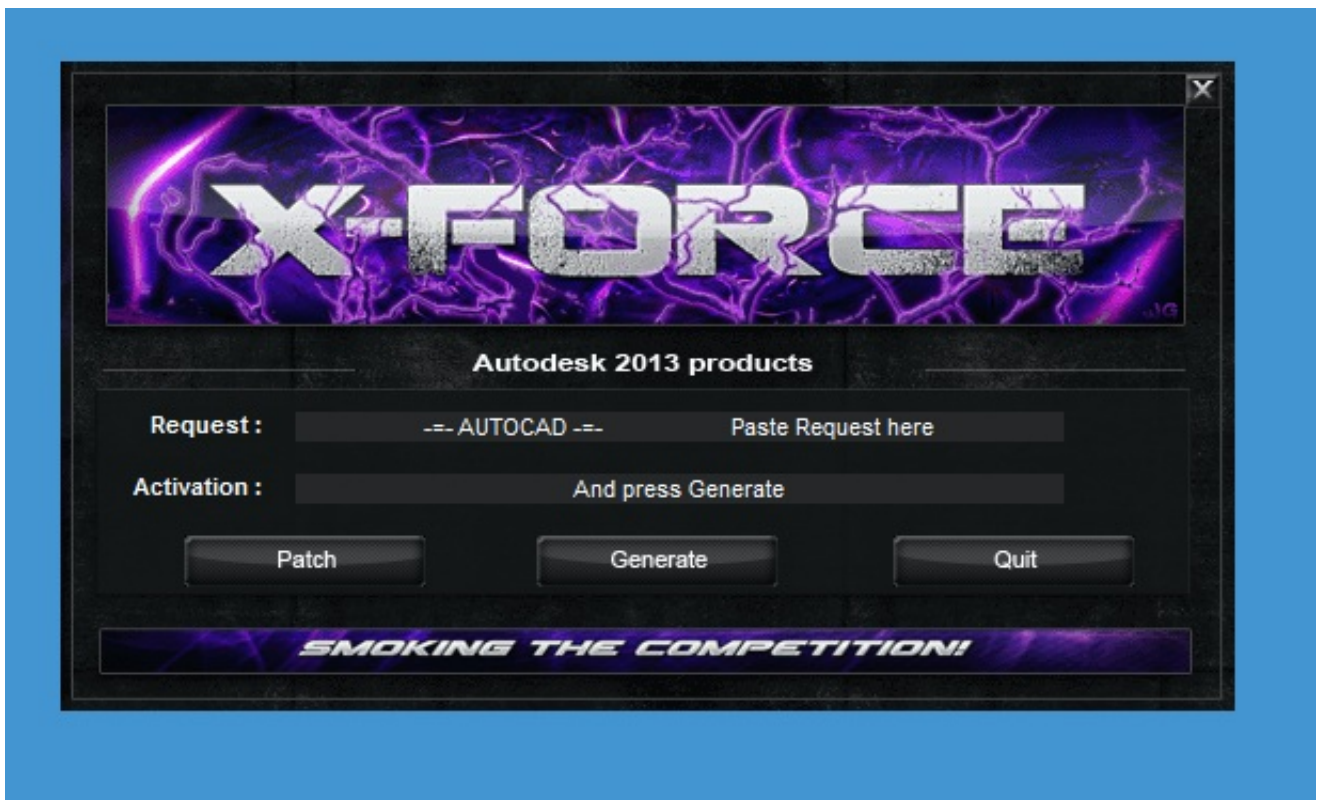 X
X-FORCE
uJG
Autodesk 2013 products
Request : -=- AUTOCAD -=- Paste Request here
Activation : And press Generate
Patch Generate Quit
SMOKING THE COMPETITION!